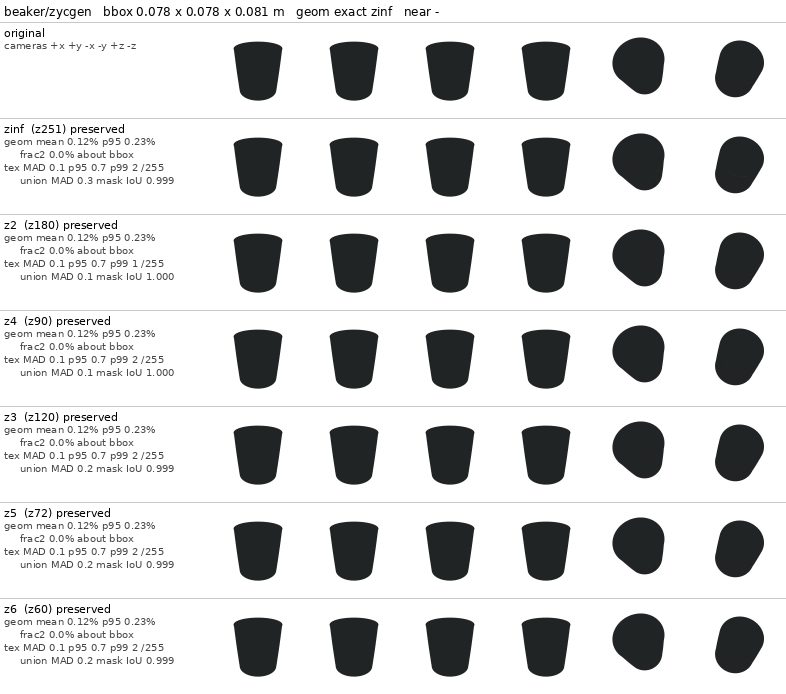 beaker/zycgen   bbox 0.078 x 0.078 x 0.081 m   geom exact zinf   near -
original
cameras +x +y -x -y +z -z
zinf  (z251) preserved
geom mean 0.12% p95 0.23%
frac2 0.0% about bbox
tex MAD 0.1 p95 0.7 p99 2 /255
union MAD 0.3 mask IoU 0.999
z2  (z180) preserved
geom mean 0.12% p95 0.23%
frac2 0.0% about bbox
tex MAD 0.1 p95 0.7 p99 1 /255
union MAD 0.1 mask IoU 1.000
z4  (z90) preserved
geom mean 0.12% p95 0.23%
frac2 0.0% about bbox
tex MAD 0.1 p95 0.7 p99 2 /255
union MAD 0.1 mask IoU 1.000
z3  (z120) preserved
geom mean 0.12% p95 0.23%
frac2 0.0% about bbox
tex MAD 0.1 p95 0.7 p99 2 /255
union MAD 0.2 mask IoU 0.999
z5  (z72) preserved
geom mean 0.12% p95 0.23%
frac2 0.0% about bbox
tex MAD 0.1 p95 0.7 p99 2 /255
union MAD 0.2 mask IoU 0.999
z6  (z60) preserved
geom mean 0.12% p95 0.23%
frac2 0.0% about bbox
tex MAD 0.1 p95 0.7 p99 2 /255
union MAD 0.2 mask IoU 0.999